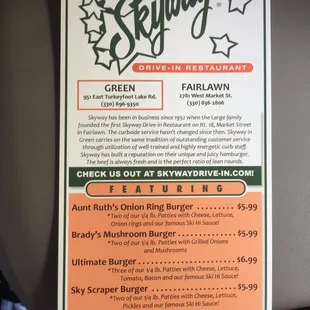 Skyway
DRIVE-IN RESTAURANT
GREEN
951 East Turkeyfoot Lake Rd.
(330) 896-9350
FAIRLAWN
2781 West Market St.
(330) 836-2806
Skyway has been in business since 1952 when the Large family
founded the first Skyway Drive-in Restaurant on Rt. 18, Market Street
in Fairlawn. The curbside service hasn't changed since then. Skyway in
Green carries on the same tradition of outstanding customer service
through utilization of well-trained and highly energetic curb staff.
Skyway has built a reputation on their unique and juicy hamburger.
The beef is always fresh and is the perfect ratio of lean rounds.
CHECK US OUT AT SKYWAYDRIVE-IN.COM!
FEATURING
Aunt Ruth's Onion Ring Burger $5.99
*Two of our 1/4 lb. Patties with Cheese, Lettuce,
Onion rings and our famous Ski Hi Sauce!
Brady's Mushroom Burger $5.99
*Two of our 1/4 lb. Patties with Grilled Onions
and Mushrooms
Ultimate Burger $6.99
*Three of our 1/4 lb. Patties with Cheese, Lettuce,
Tomato, Bacon and our famous Ski Hi Sauce!
Sky Scraper Burger $5.99
*Two of our 1/4 lb. Patties with Cheese, Lettuce,
Pickles and our famous Ski Hi Sauce!